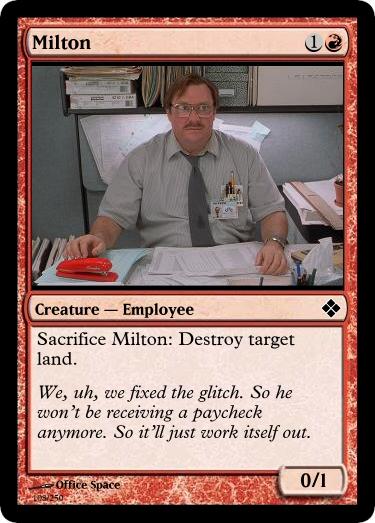 Milton 1
Creature — Employee
Sacrifice Milton: Destroy target
land.
We, uh, we fixed the glitch. So he
won't be receiving a paycheck
anymore. So it'll just work itself out.
Office Space
0/1